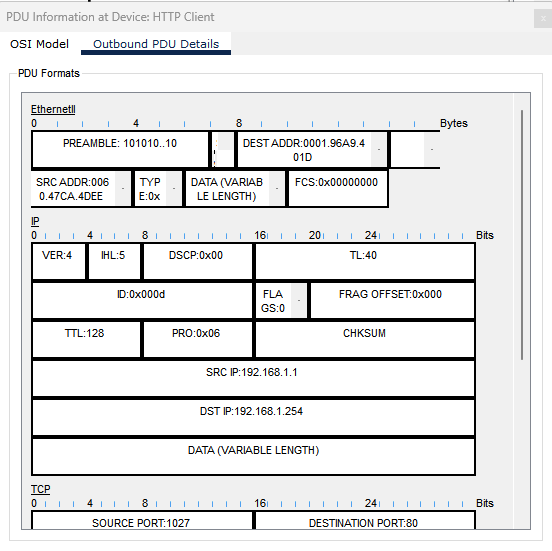 PDU Information at Device: HTTP Client
OSI Model Outbound PDU Details
PDU Formats
EthernetII
0 4 8 Bytes
PREAMBLE: 101010..10 DEST ADDR:0001.96A9.4
01D
SRC ADDR:006 TYP DATA (VARIAB FCS:0x00000000
0.47CA.4DEE E:0x LE LENGTH)
IP
0 4 8 16 20 24 Bits
VER:4 IHL:5 DSCP:0x00 TL:40
ID:0x000d FLA FRAG OFFSET:0x000
GS:0
TTL:128 PRO:0x06 CHKSUM
SRC IP:192.168.1.1
DST IP:192.168.1.254
DATA (VARIABLE LENGTH)
TCP
0 4 8 16 24 Bits
SOURCE PORT:1027 DESTINATION PORT:80